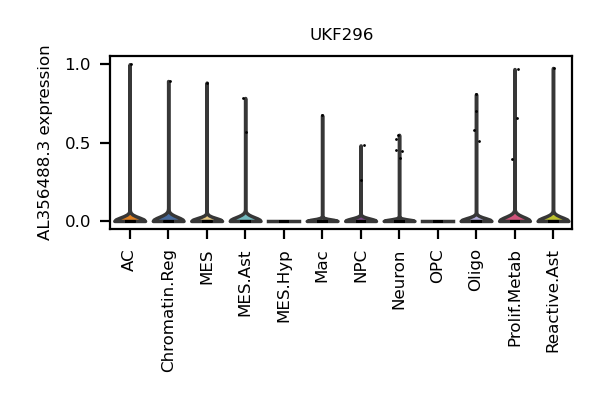 UKF296
AL356488.3 expression
1.0
0.5
0.0
AC
Chromatin.Reg
MES
MES.Ast
MES.Hyp
Mac
NPC
Neuron
OPC
Oligo
Prolif.Metab
Reactive.Ast